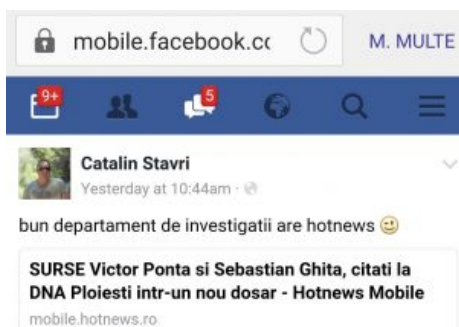 mobile.facebook.cc
M. MULTE
9+
5
Catalin Stavri
Yesterday at 10:44am
bun departament de investigatii are hotnews
SURSE Victor Ponta si Sebastian Ghita, citati la
DNA Ploiesti intr-un nou dosar - Hotnews Mobile
mobile.hotnews.ro